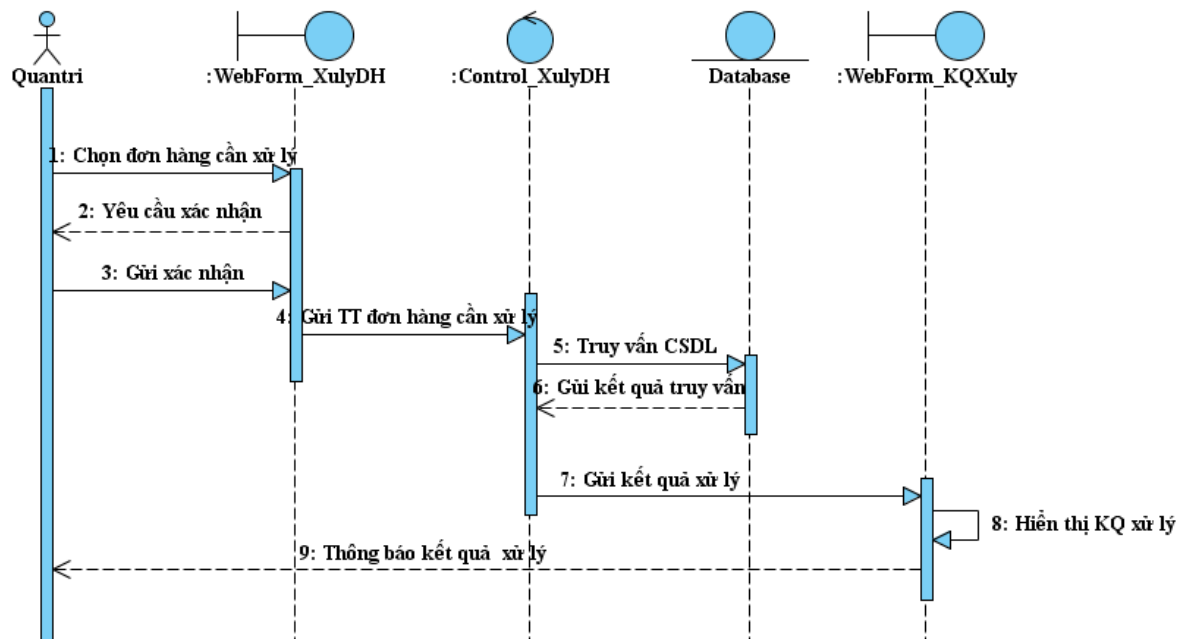 Quantri
:WebForm_XulyDH
:Control_XulyDH
Database
:WebForm_KQXuly
1: Chọn đơn hàng cần xử lý
2: Yêu cầu xác nhận
3: Gửi xác nhận
4: Gửi TT đơn hàng cần xử lý
5: Truy vấn CSDL
6: Gủi kết quả truy vấn
7: Gửi kết quả xử lý
8: Hiển thị KQ xử lý
9: Thông báo kết quả xử lý